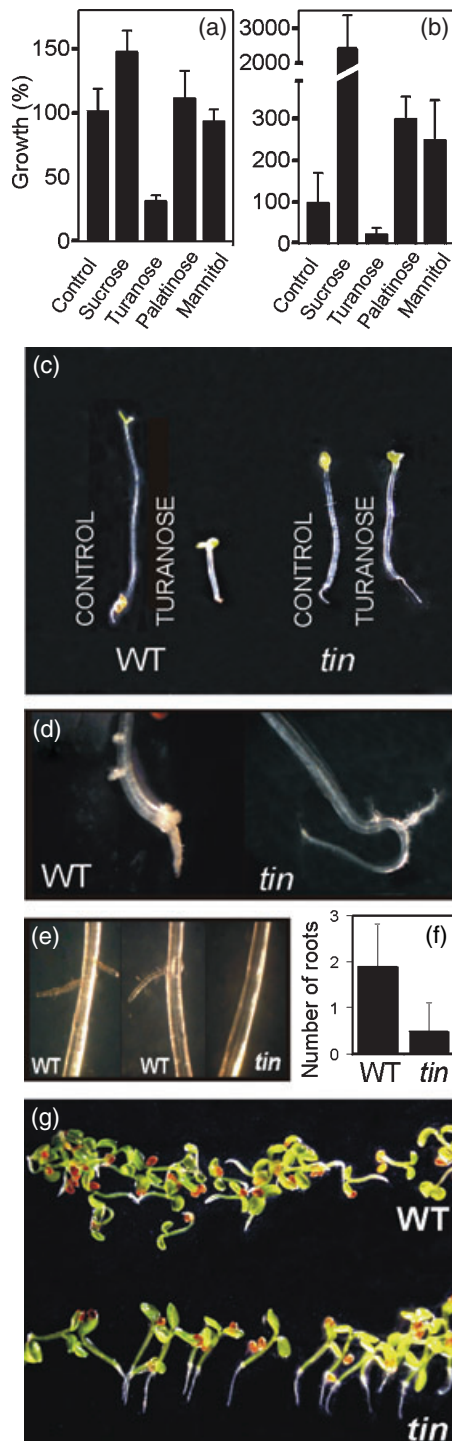 (a)
Growth (%)
150
100
50
0
Control
Sucrose
Turanose
Palatinose
Mannitol
(b)
3000
2000
300
200
100
0
Control
Sucrose
Turanose
Palatinose
Mannitol
(c)
CONTROL
TURANOSE
CONTROL
TURANOSE
WT
tin
(d)
WT
tin
(e)
WT
WT
tin
(f)
Number of roots
3
2
1
0
WT
tin
(g)
WT
tin